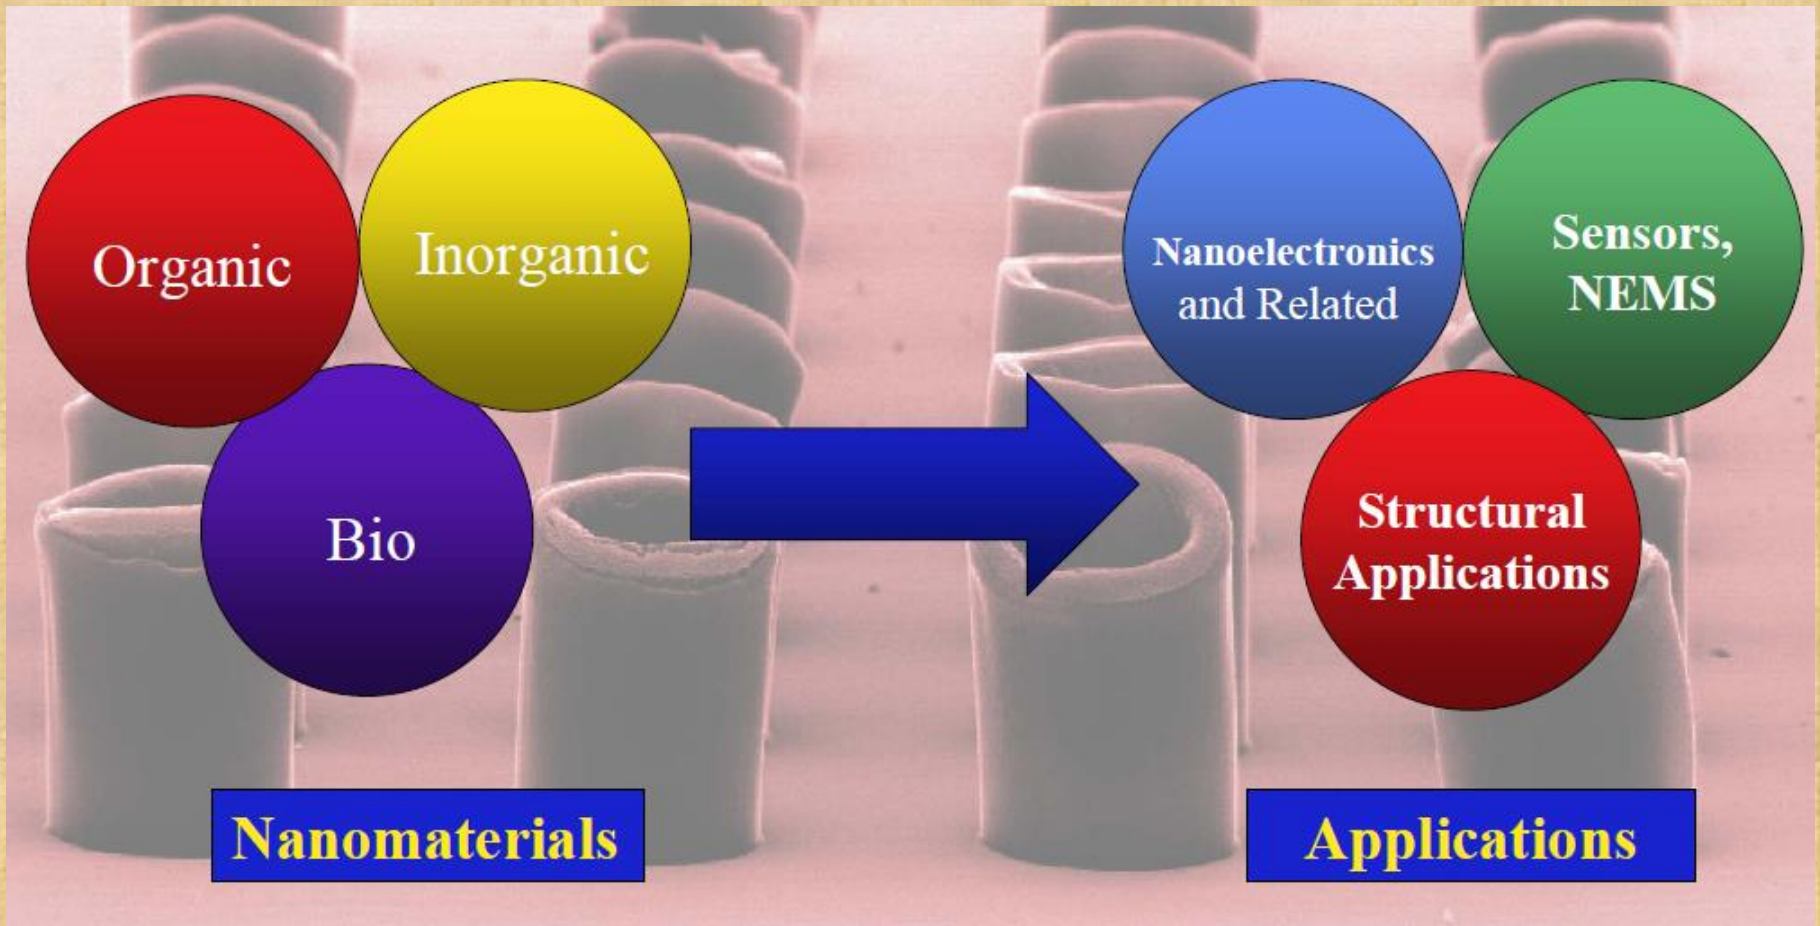 Organic
Inorganic
Bio
Nanomaterials
Nanoelectronics
and Related
Sensors,
NEMS
Structural
Applications
Applications